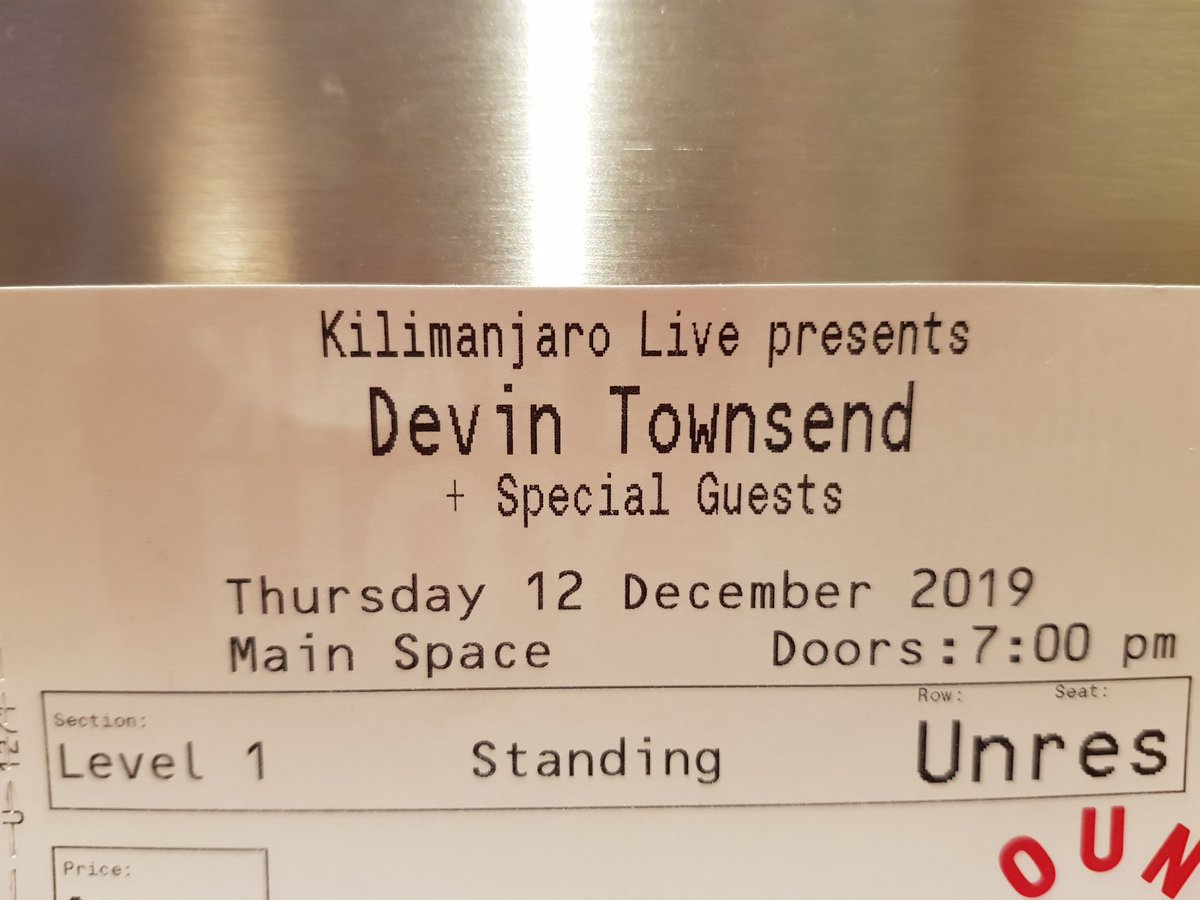 Kilimanjaro Live presents
Devin Townsend
+ Special Guests
Thursday 12 December 2019
Main Space Doors:7:00 pm
Section: Row: Seat:
Level 1 Standing Unres
Price:
OUN